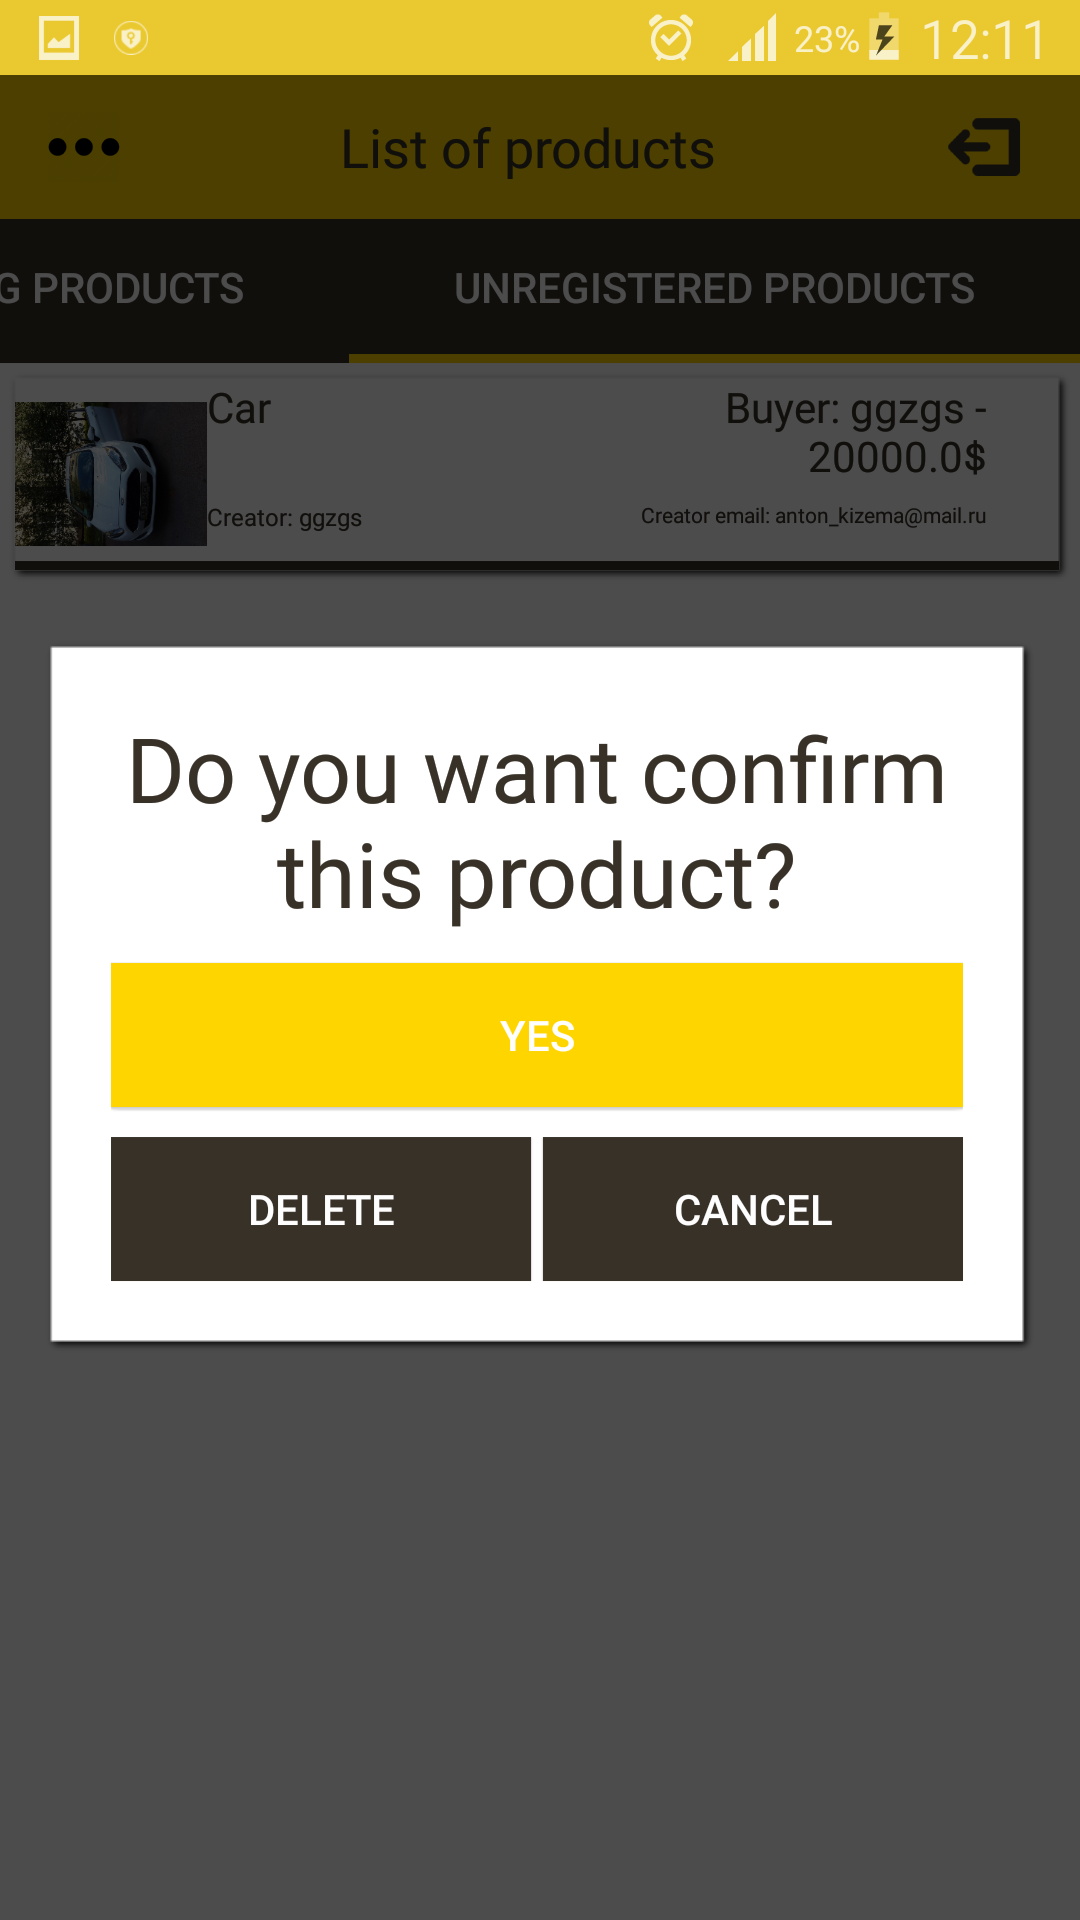 23% 12:11
List of products
G PRODUCTS UNREGISTERED PRODUCTS
Car Buyer: ggzgs -
20000.0$
Creator: ggzgs Creator email: anton_kizema@mail.ru
Do you want confirm
this product?
YES
DELETE CANCEL